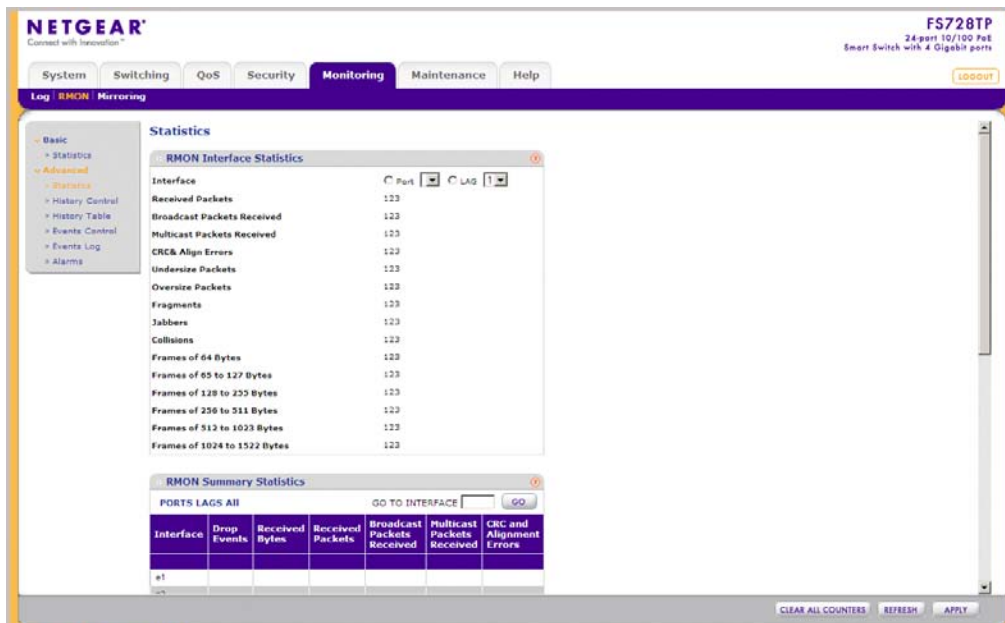 NETGEAR
Connect with Innovation™
FS728TP
24-port 10/100 PoE
Smart Switch with 4 Gigabit ports
System Switching QoS Security Monitoring Maintenance Help
LOGOUT
Log RMON Mirroring
Basic
Statistics
Advanced
Statistics
History Control
History Table
Events Control
Events Log
Alarms
Statistics
RMON Interface Statistics
Interface Port LAG 1
Received Packets 123
Broadcast Packets Received 123
Multicast Packets Received 123
CRC& Align Errors 123
Undersize Packets 123
Oversize Packets 123
Fragments 123
Jabbers 123
Collisions 123
Frames of 64 Bytes 123
Frames of 65 to 127 Bytes 123
Frames of 128 to 255 Bytes 123
Frames of 256 to 511 Bytes 123
Frames of 512 to 1023 Bytes 123
Frames of 1024 to 1522 Bytes 123
RMON Summary Statistics
PORTS LAGS All GO TO INTERFACE GO
Interface Drop Events Received Bytes Received Packets Broadcast Packets Received Multicast Packets Received CRC and Alignment Errors
e1
CLEAR ALL COUNTERS REFRESH APPLY